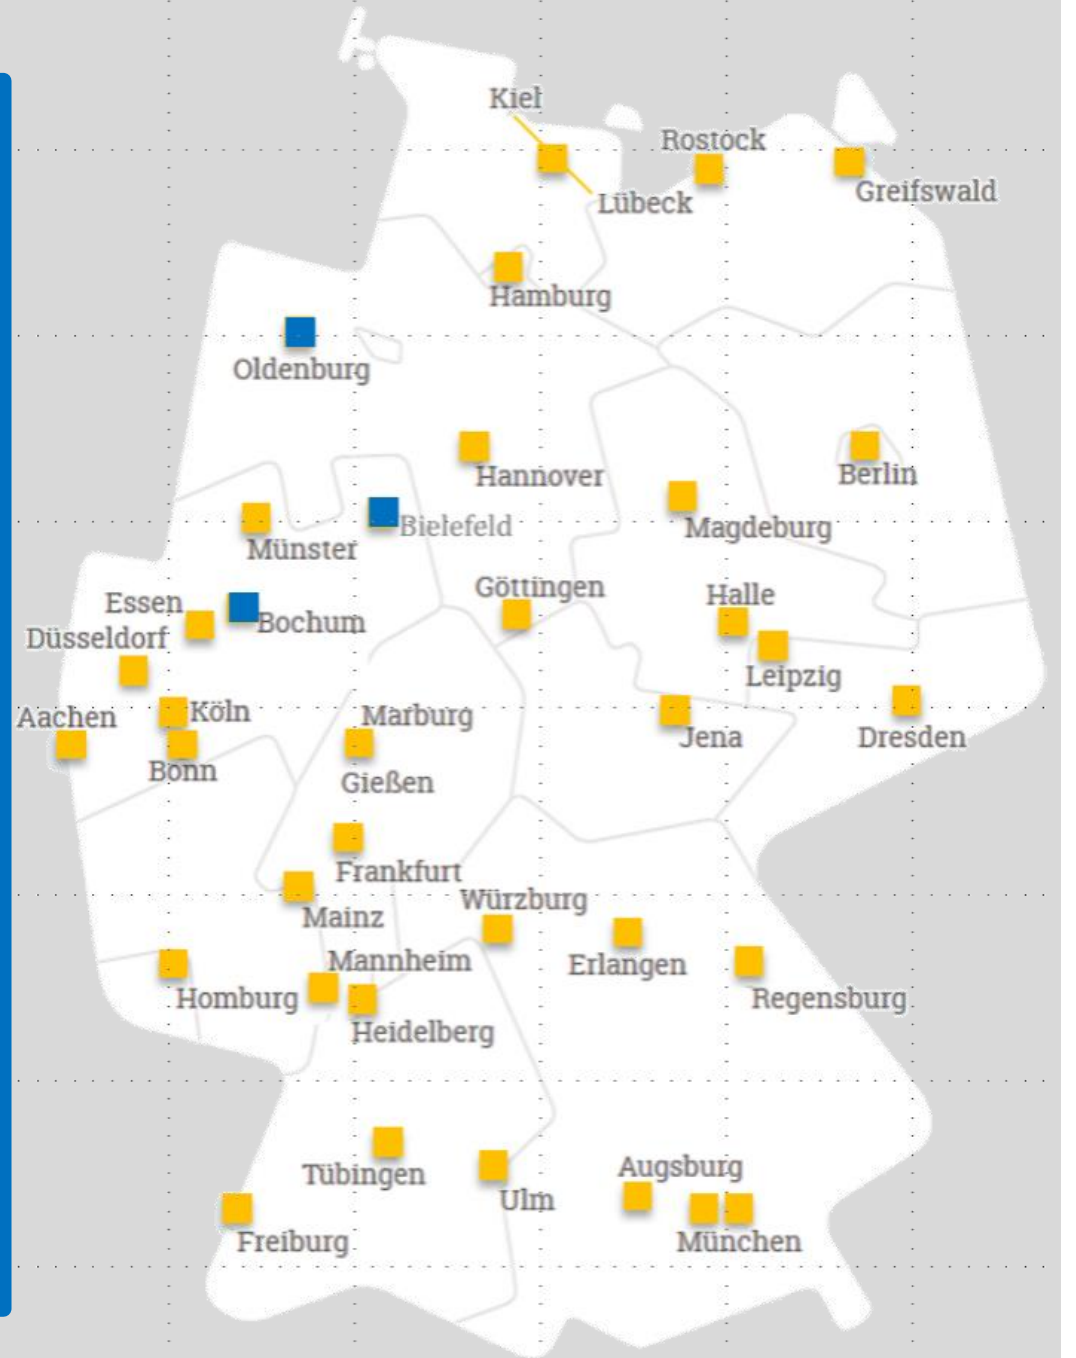 Kiel
Rostock
Greifswald
Lübeck
Hamburg
Oldenburg
Hannover
Berlin
Bielefeld
Magdeburg
Münster
Göttingen
Halle
Essen
Bochum
Düsseldorf
Leipzig
Köln
Aachen
Marburg
Jena
Dresden
Bonn
Gießen
Frankfurt
Würzburg
Mainz
Mannheim
Erlangen
Homburg
Regensburg
Heidelberg
Augsburg
Tübingen
Ulm
Freiburg
München